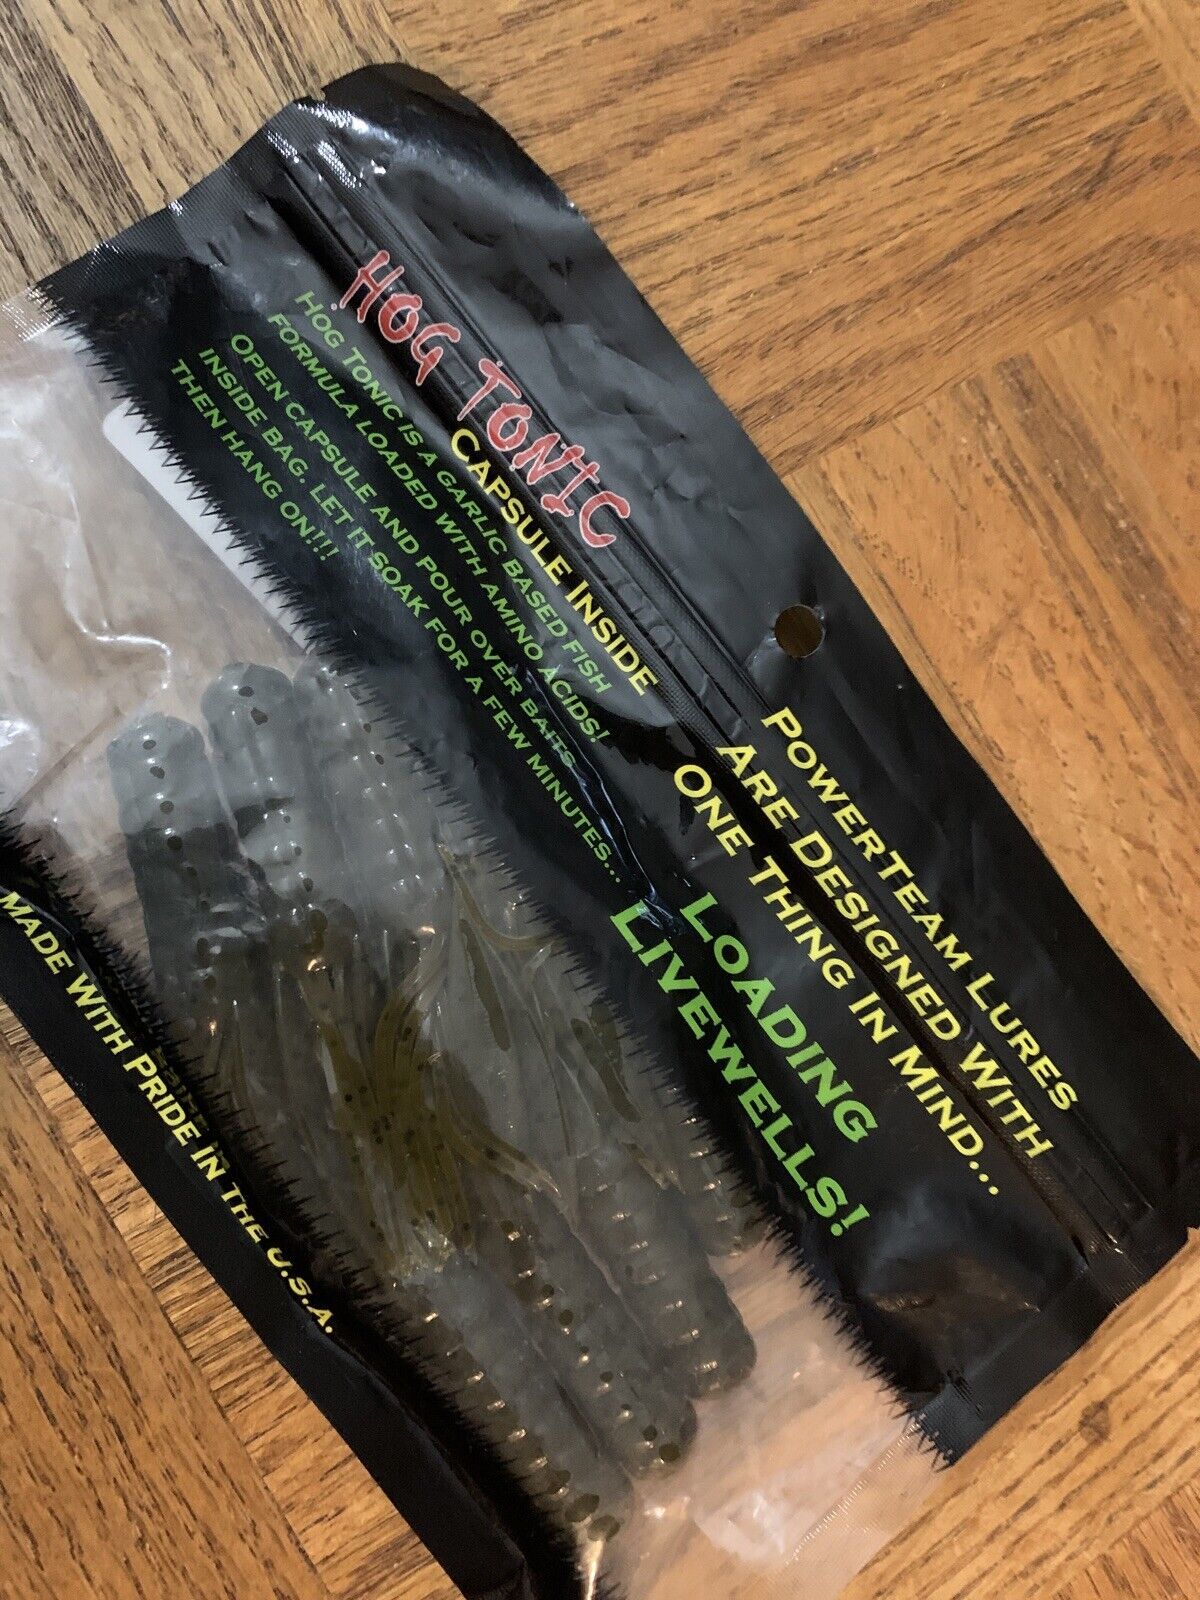 PowerTeam Lures
Are Designed With
One Thing In Mind...
Loading
Livewells!
Hog Tonic
Capsule Inside
Hog Tonic is a garlic based fish
formula loaded with amino acids!
Open capsule and pour over baits
inside bag. Let it soak for a few minutes...
then hang on!!!
Made With Pride In the U.S.A.